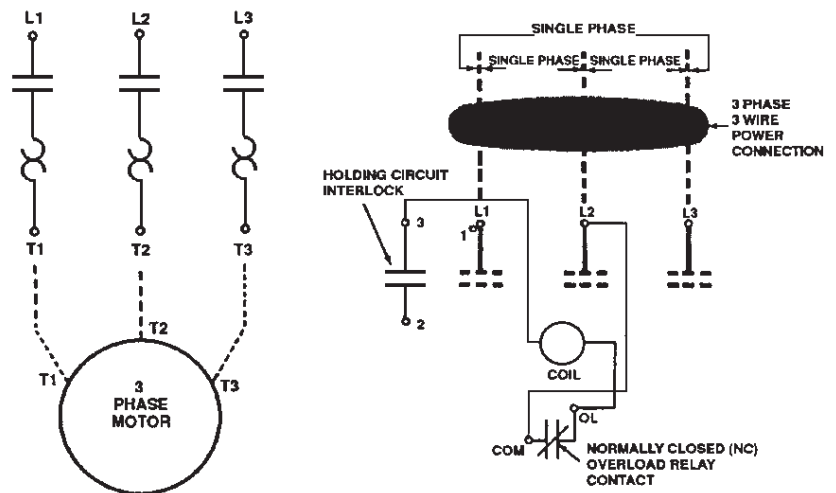 L1
L2
L3
T1
T2
T3
T2
T1
T3
3
PHASE
MOTOR
SINGLE PHASE
SINGLE PHASE
SINGLE PHASE
3 PHASE
3 WIRE
POWER
CONNECTION
HOLDING CIRCUIT
INTERLOCK
3
L1
L2
L3
1
2
COIL
OL
COM
NORMALLY CLOSED (NC)
OVERLOAD RELAY
CONTACT